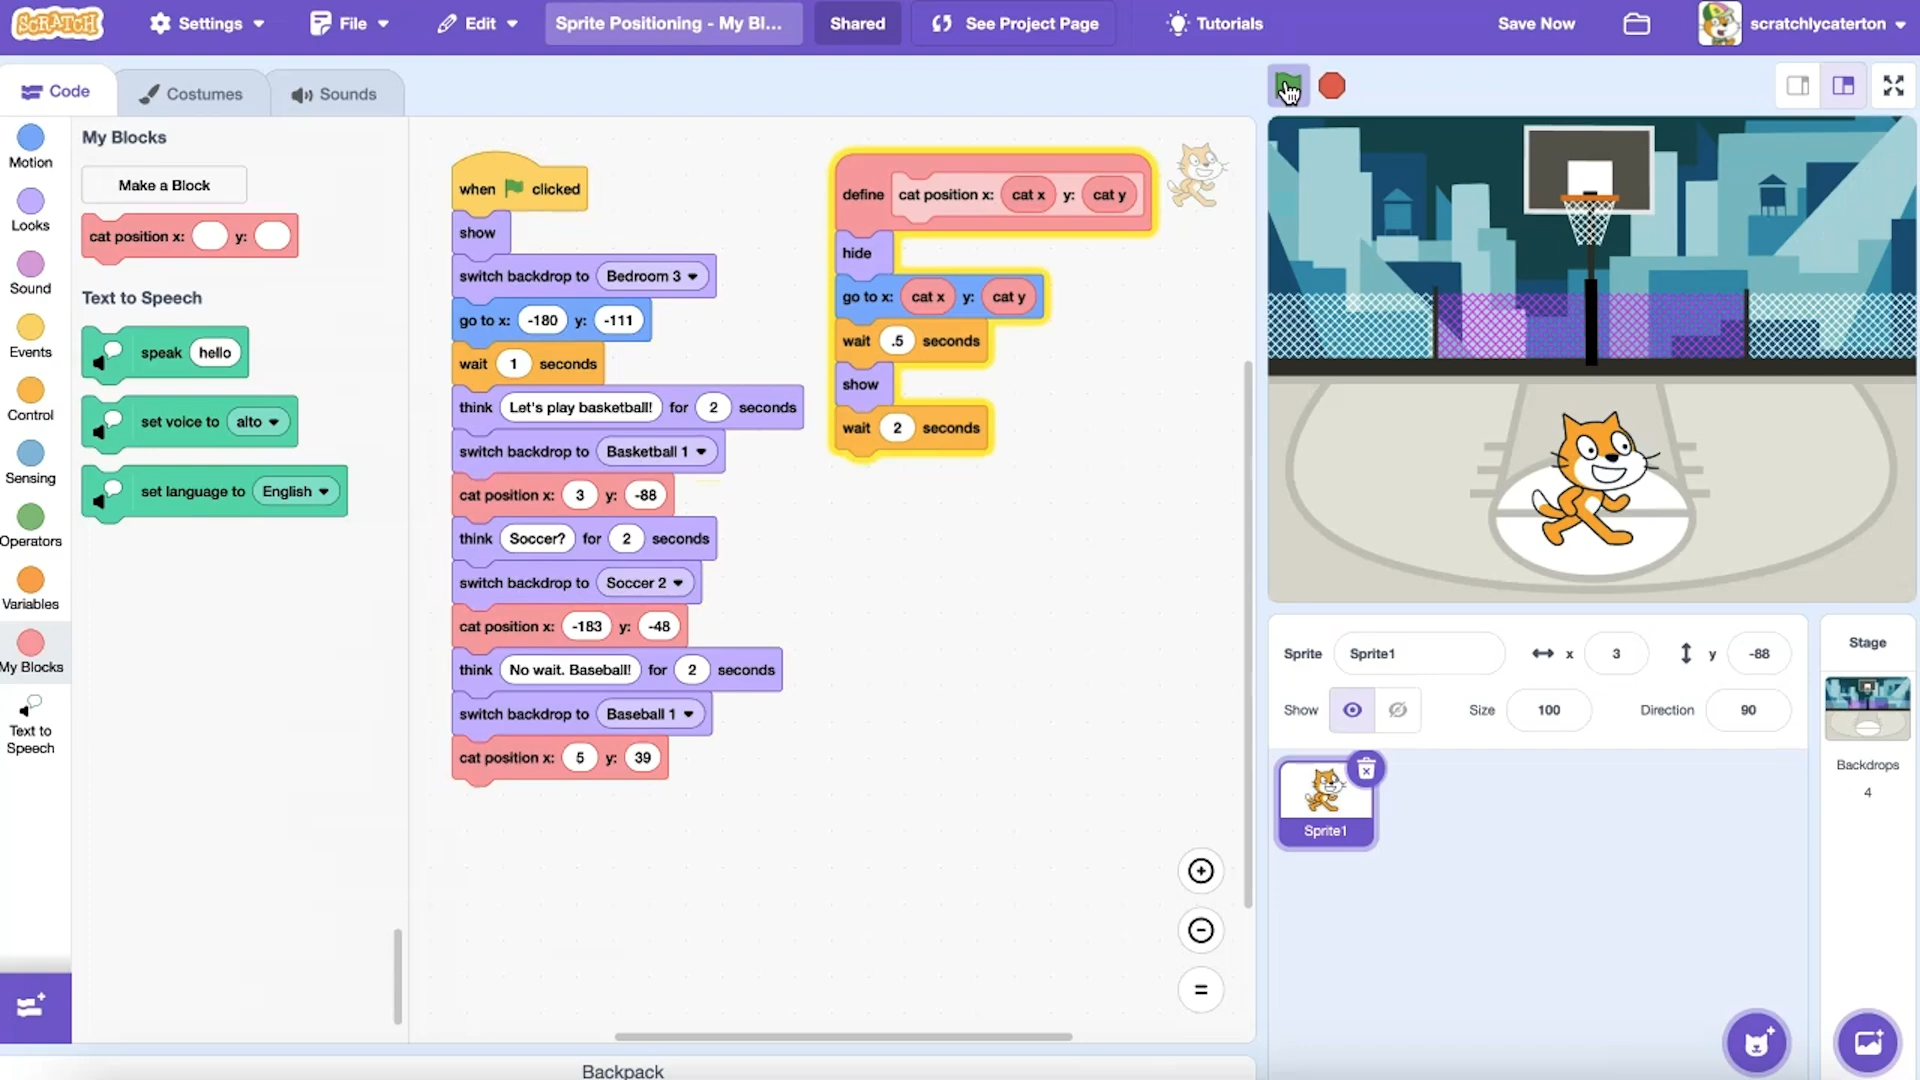 SCRATCH
Settings
File
Edit
Sprite Positioning - My Bl...
Shared
See Project Page
Tutorials
Save Now
scratchlycaterton
Code
Costumes
Sounds
Motion
Looks
Sound
Events
Control
Sensing
Operators
Variables
My Blocks
Text to
Speech
My Blocks
Make a Block
cat position x: y:
Text to Speech
speak hello
set voice to alto
set language to English
when clicked
show
switch backdrop to Bedroom 3
go to x: -180 y: -111
wait 1 seconds
think Let's play basketball! for 2 seconds
switch backdrop to Basketball 1
cat position x: 3 y: -88
think Soccer? for 2 seconds
switch backdrop to Soccer 2
cat position x: -183 y: -48
think No wait. Baseball! for 2 seconds
switch backdrop to Baseball 1
cat position x: 5 y: 39
define cat position x: cat x y: cat y
hide
go to x: cat x y: cat y
wait .5 seconds
show
wait 2 seconds
=
Backpack
Sprite Sprite1 x 3 y -88
Show Size 100 Direction 90
Sprite1
Stage
Backdrops
4